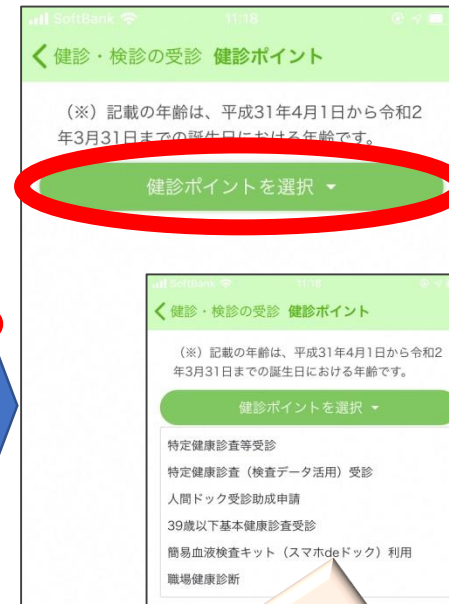 SoftBank 11:18
健診・検診の受診 健診ポイント
（※）記載の年齢は、平成31年4月1日から令和2
年3月31日までの誕生日における年齢です。
健診ポイントを選択
SoftBank 11:18
健診・検診の受診 健診ポイント
（※）記載の年齢は、平成31年4月1日から令和2
年3月31日までの誕生日における年齢です。
健診ポイントを選択
特定健康診査等受診
特定健康診査（検査データ活用）受診
人間ドック受診助成申請
39歳以下基本健康診査受診
簡易血液検査キット（スマホdeドック）利用
職場健康診断